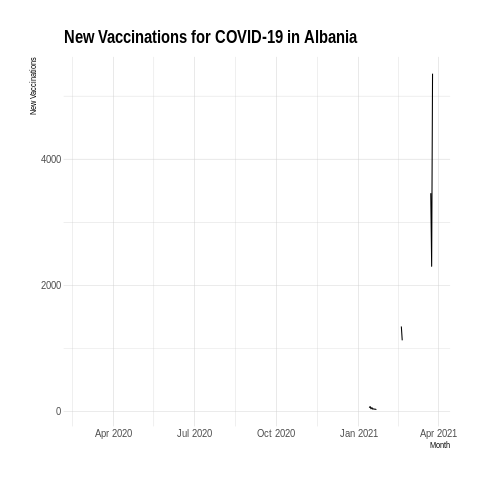 New Vaccinations for COVID-19 in Albania
New Vaccinations
4000
2000
0
Apr 2020 Jul 2020 Oct 2020 Jan 2021 Apr 2021
Month